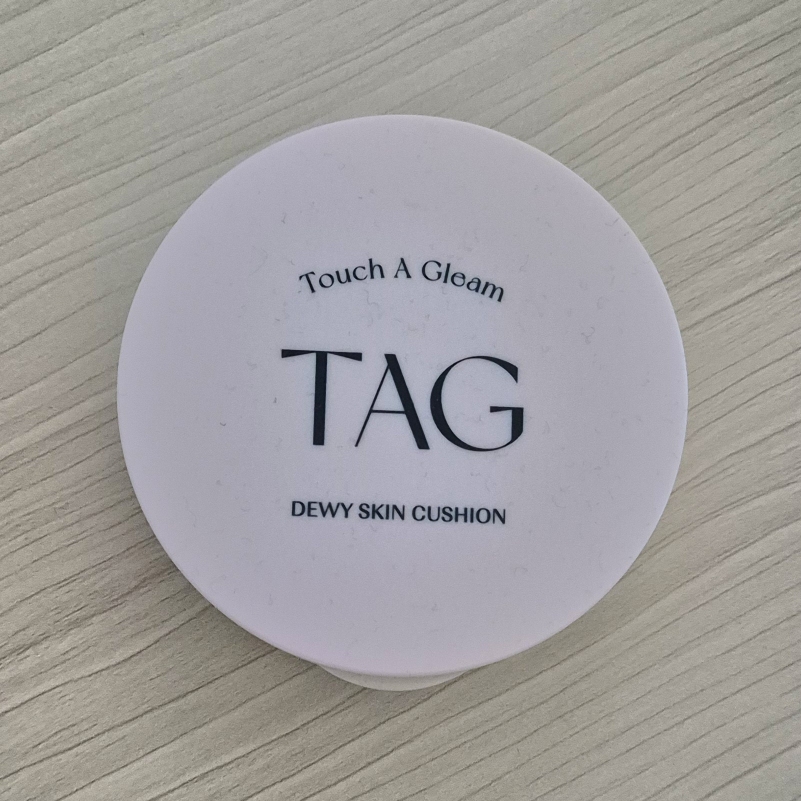 Touch A Gleam
TAG
DEWY SKIN CUSHION